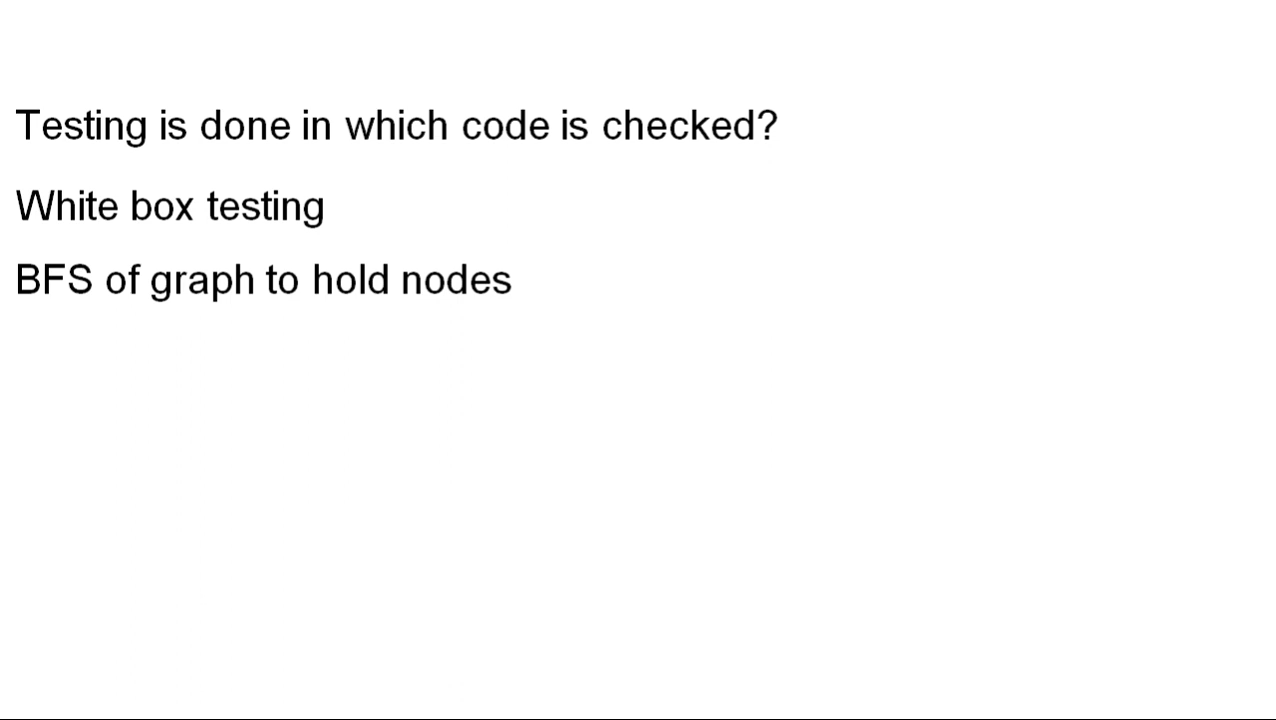 Testing is done in which code is checked?
White box testing
BFS of graph to hold nodes